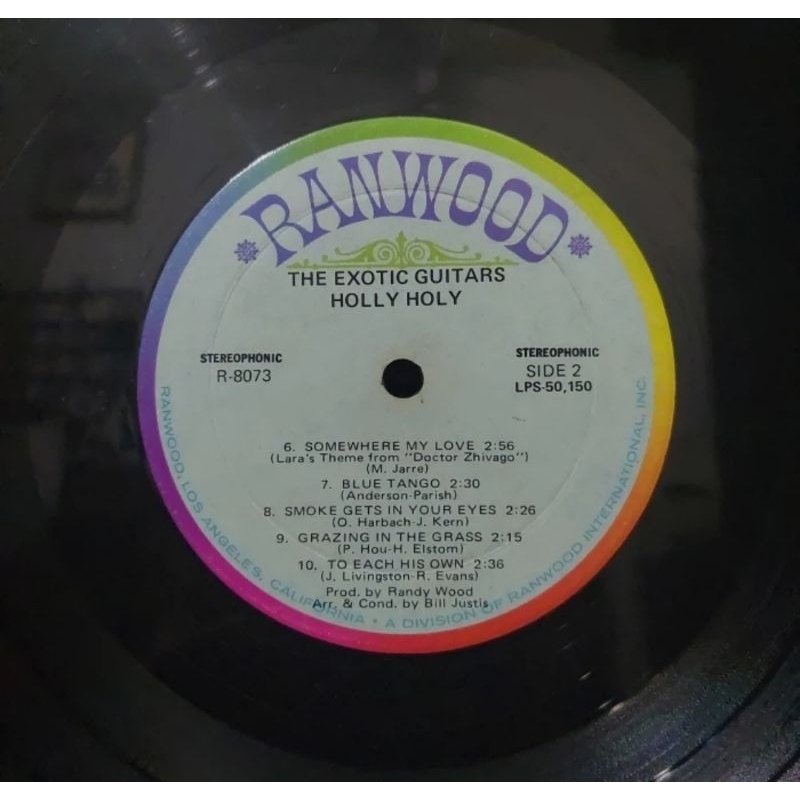 RANWOOD
THE EXOTIC GUITARS
HOLLY HOLY
STEREOPHONIC
R-8073
STEREOPHONIC
SIDE 2
LPS-50,150
6. SOMEWHERE MY LOVE 2:56
(Lara's Theme from "Doctor Zhivago")
(M. Jarre)
7. BLUE TANGO 2:30
(Anderson-Parish)
8. SMOKE GETS IN YOUR EYES 2:26
(O. Harbach-J. Kern)
9. GRAZING IN THE GRASS 2:15
(P. Hou-H. Elstom)
10. TO EACH HIS OWN 2:36
(J. Livingston-R. Evans)
Prod. by Randy Wood
Arr. & Cond. by Bill Justis
RANWOOD, LOS ANGELES, CALIFORNIA • A DIVISION OF RANWOOD INTERNATIONAL, INC.